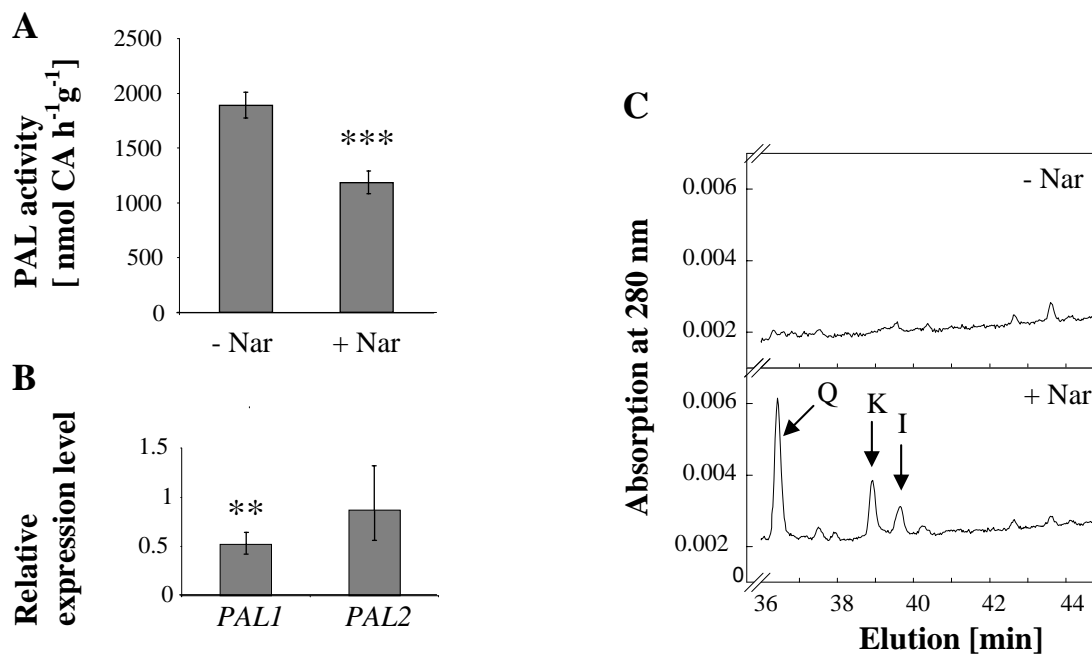 A
PAL activity
[ nmol CA h-1g-1]
2500
2000
1500
1000
500
0
***
- Nar
+ Nar
B
Relative
expression level
1.5
1
0.5
0
**
PAL1
PAL2
C
Absorption at 280 nm
0.006
0.004
0.002
- Nar
0.006
0.004
0.002
0
+ Nar
Q
K
I
36
38
40
42
44
Elution [min]